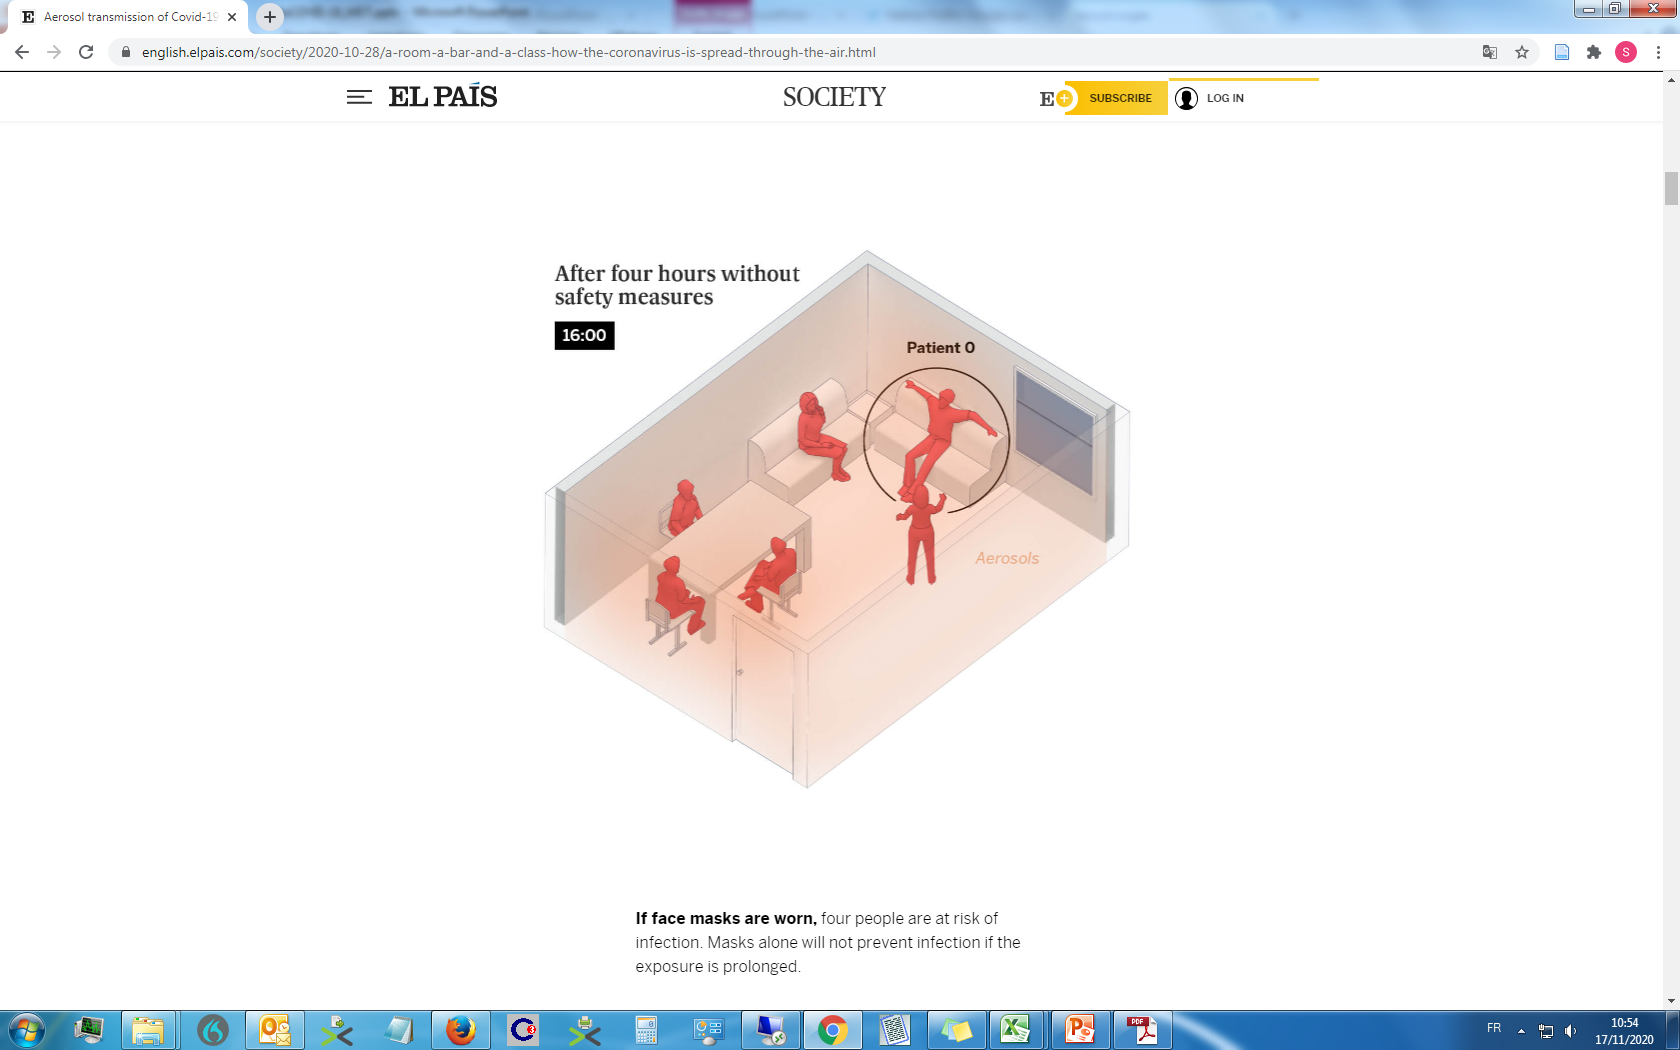 Aerosol transmission of Covid-19
english.elpais.com/society/2020-10-28/a-room-a-bar-and-a-class-how-the-coronavirus-is-spread-through-the-air.html
S
EL PAÍS
SOCIETY
E+
SUBSCRIBE
LOG IN
After four hours without
safety measures
16:00
Patient 0
Aerosols
If face masks are worn, four people are at risk of
infection. Masks alone will not prevent infection if the
exposure is prolonged.
FR
10:54
17/11/2020